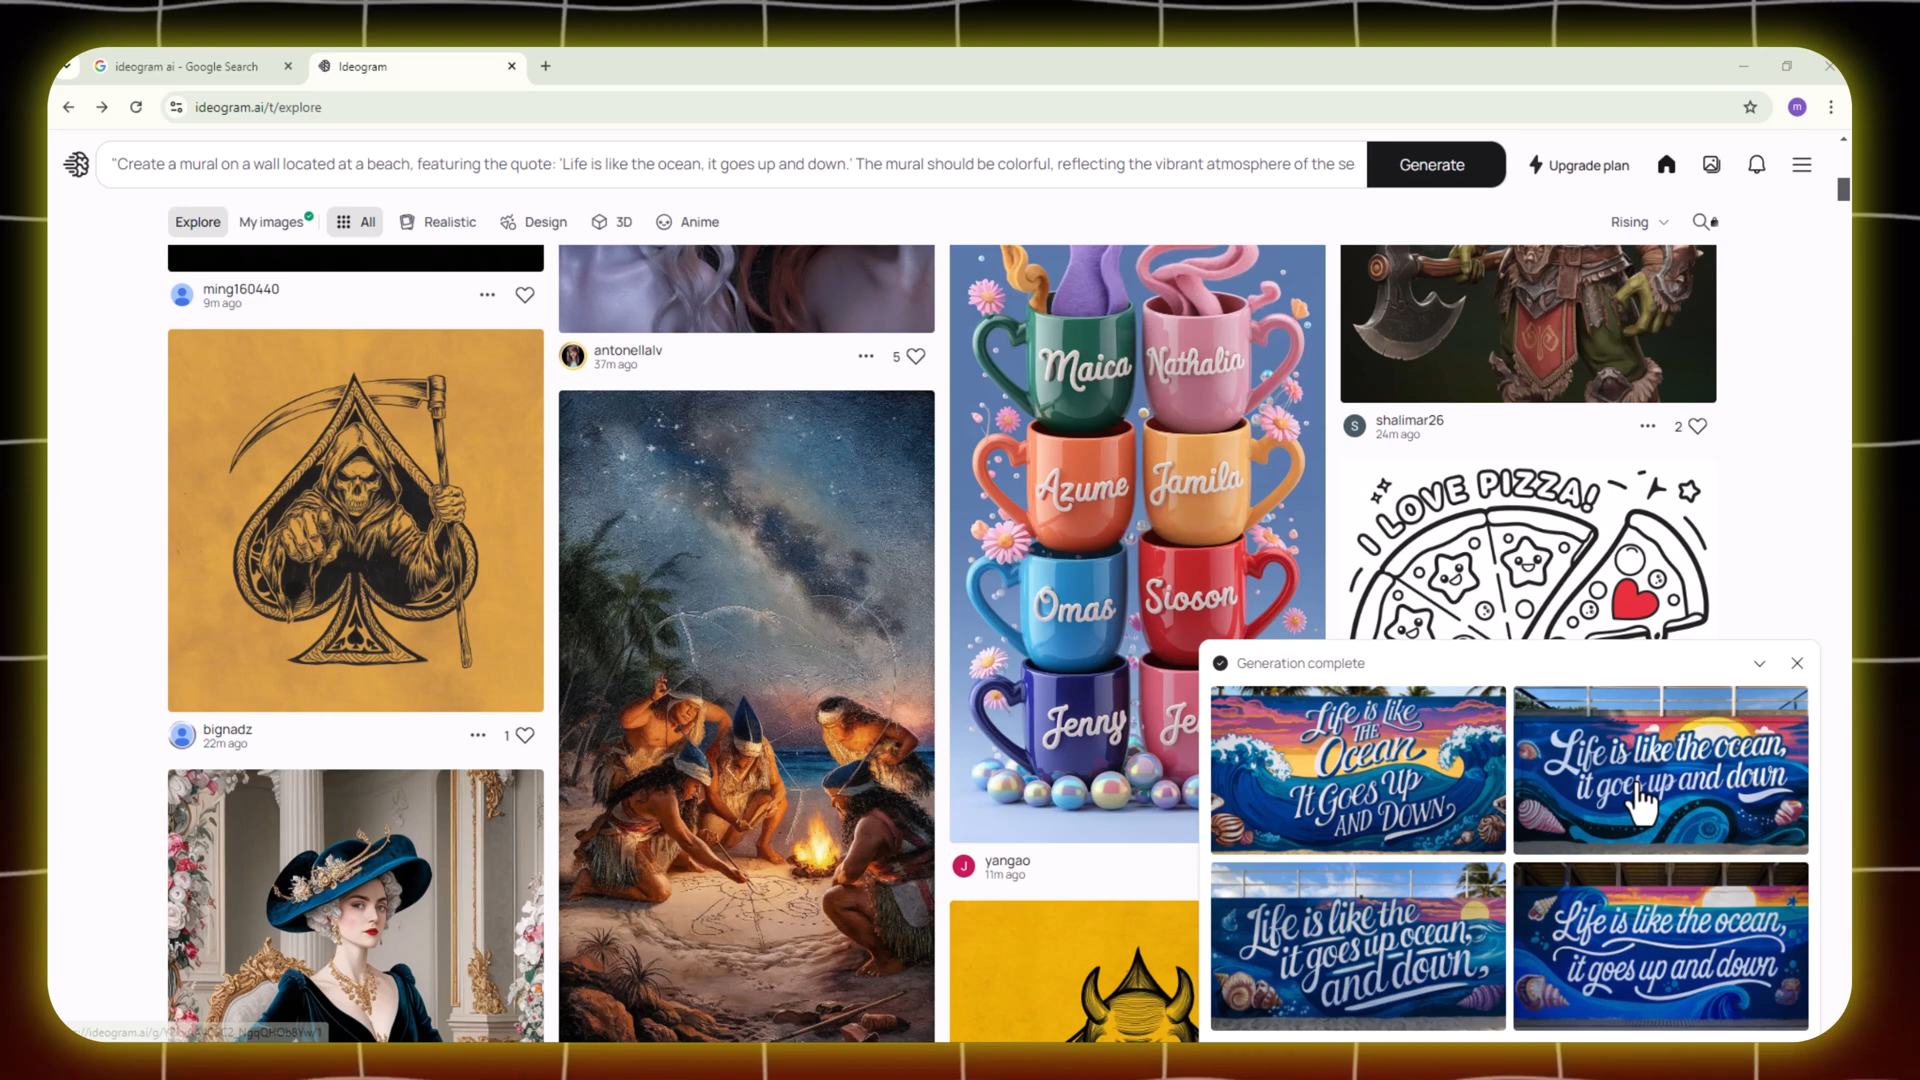 ideogram ai - Google Search
Ideogram
ideogram.ai/t/explore
m
"Create a mural on a wall located at a beach, featuring the quote: 'Life is like the ocean, it goes up and down.' The mural should be colorful, reflecting the vibrant atmosphere of the se
Generate
Upgrade plan
Explore
My images
All
Realistic
Design
3D
Anime
Rising
ming160440
9m ago
antonellalv
37m ago
5
Maica
Nathalia
Azume
Jamila
Omas
Sioson
Jenny
Je
yangao
11m ago
J
S
shalimar26
24m ago
2
I LOVE PIZZA!
bignadz
22m ago
1
Generation complete
Life is like
THE
Ocean
It Goes Up
AND DOWN
Life is like the ocean,
it goes up and down
Life is like the
it goes up ocean,
and down,
Life is like the ocean,
it goes up and down